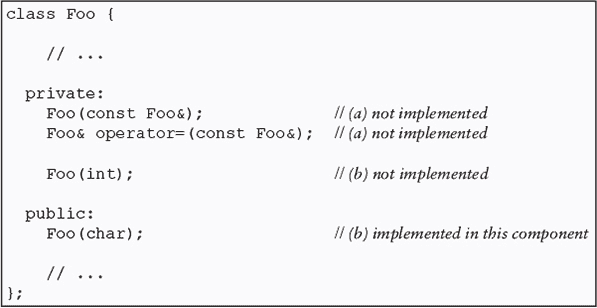 class Foo {
// ...
private:
Foo(const Foo&); // (a) not implemented
Foo& operator=(const Foo&); // (a) not implemented
Foo(int); // (b) not implemented
public:
Foo(char); // (b) implemented in this component
// ...
};